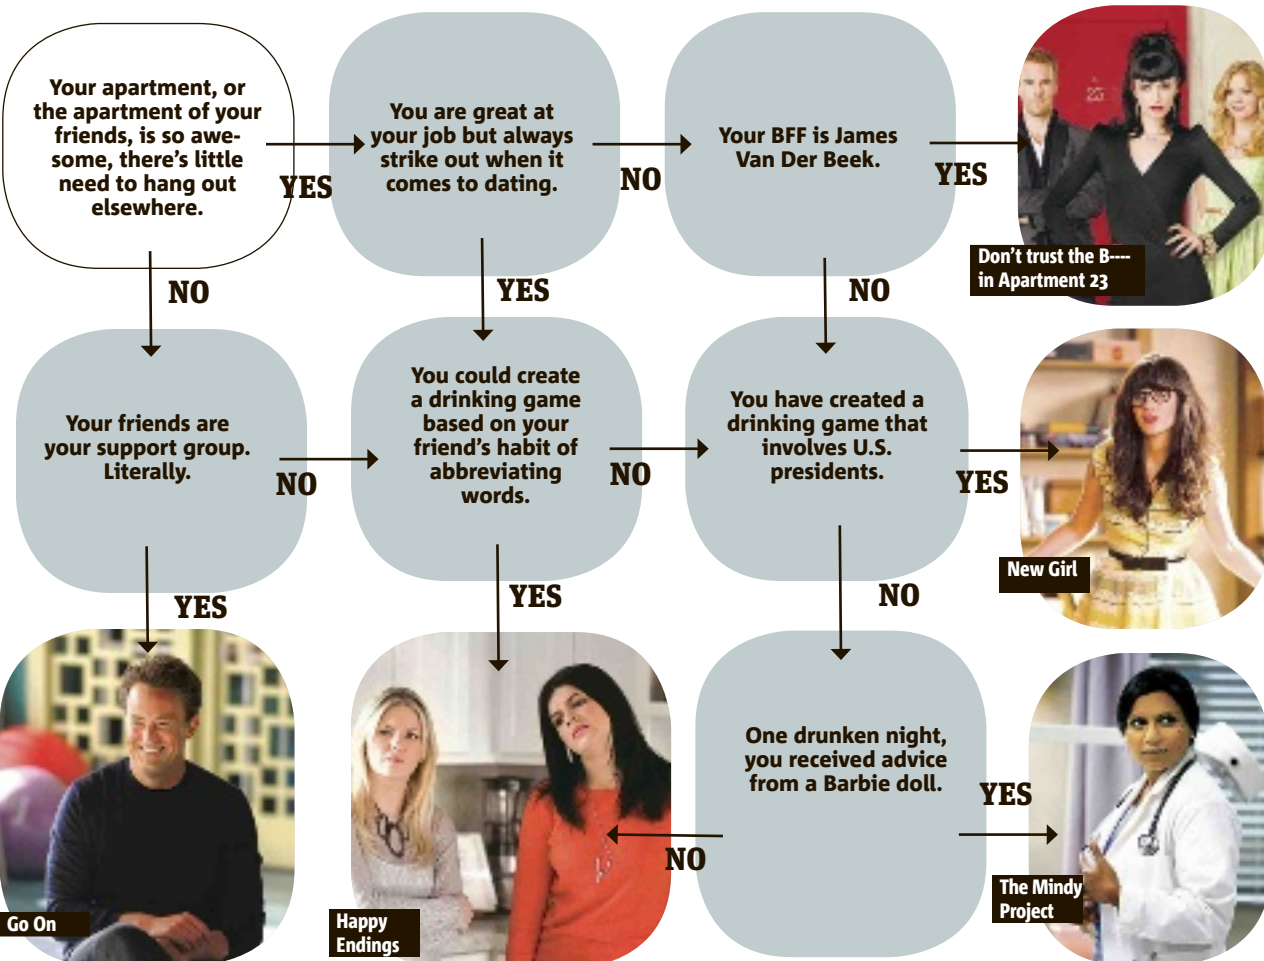 Your apartment, or
the apartment of your
friends, is so awe-
some, there's little
need to hang out
elsewhere.
YES
NO
You are great at
your job but always
strike out when it
comes to dating.
NO
YES
Your BFF is James
Van Der Beek.
YES
NO
23
Don't trust the B----
in Apartment 23
Your friends are
your support group.
Literally.
NO
YES
You could create
a drinking game
based on your
friend's habit of
abbreviating
words.
NO
YES
You have created a
drinking game that
involves U.S.
presidents.
YES
NO
New Girl
Go On
Happy
Endings
One drunken night,
you received advice
from a Barbie doll.
NO
YES
The Mindy
Project